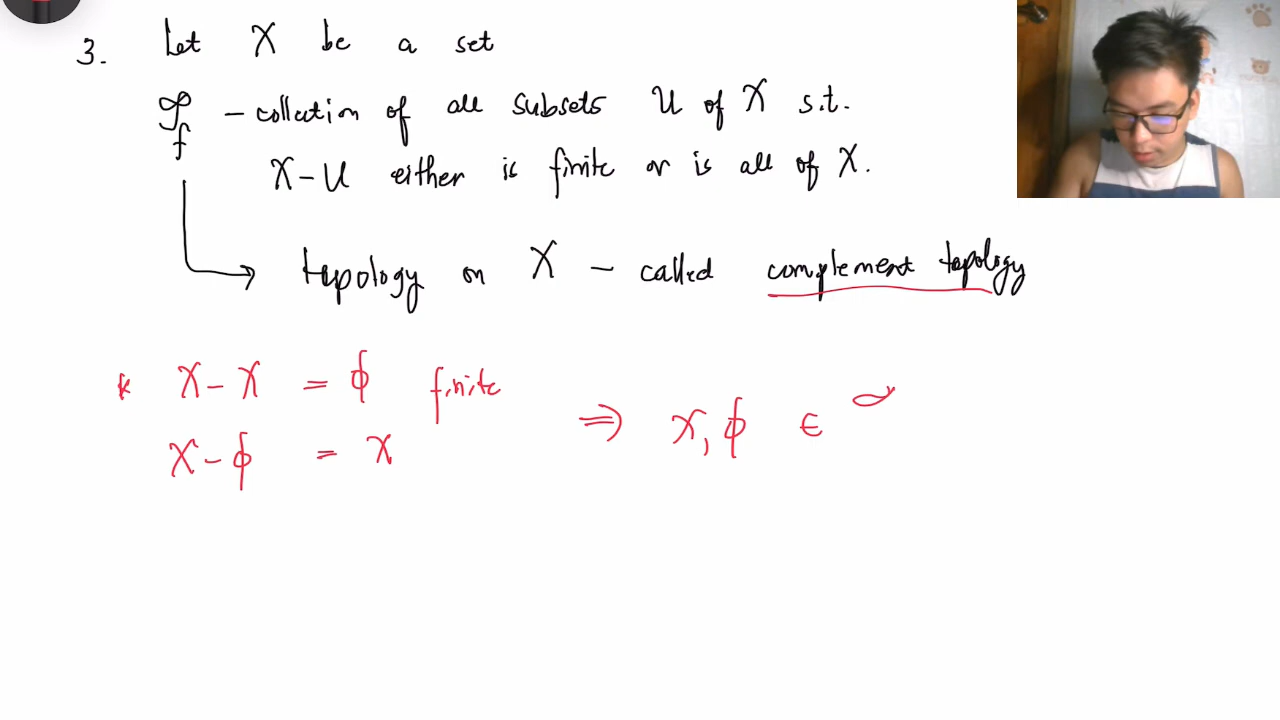 3. Let X be a set
𝒯f - collection of all subsets U of X s.t.
X-U either is finite or is all of X.
topology on X - called complement topology
* X-X = ϕ finite
X-ϕ = X
⇒ X, ϕ ∈